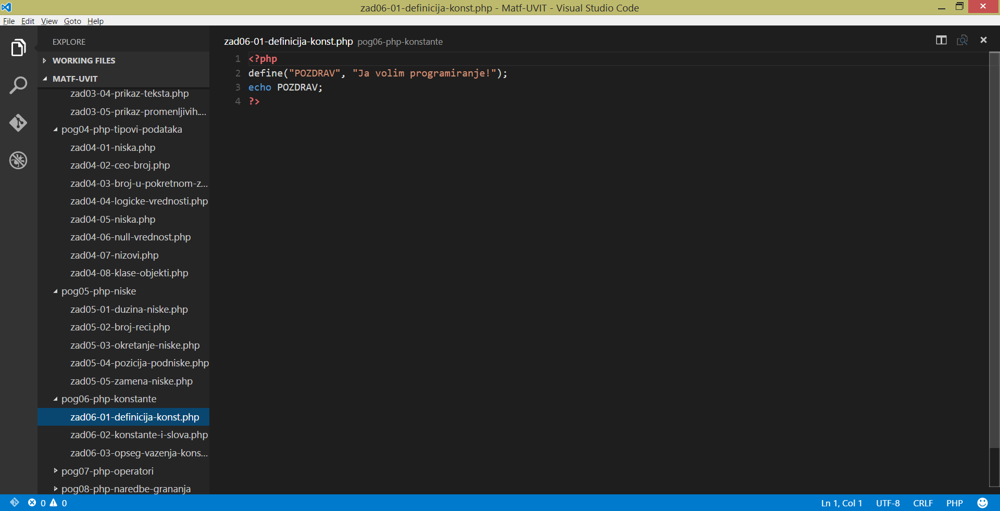 zad06-01-definicija-konst.php - Matf-UVIT - Visual Studio Code
File Edit View Goto Help
EXPLORE
WORKING FILES
MATF-UVIT
zad03-04-prikaz-teksta.php
zad03-05-prikaz-promenljivih....
pog04-php-tipovi-podataka
zad04-01-niska.php
zad04-02-ceo-broj.php
zad04-03-broj-u-pokretnom-z...
zad04-04-logicke-vrednosti.php
zad04-05-niska.php
zad04-06-null-vrednost.php
zad04-07-nizovi.php
zad04-08-klase-objekti.php
pog05-php-niske
zad05-01-duzina-niske.php
zad05-02-broj-reci.php
zad05-03-okretanje-niske.php
zad05-04-pozicija-podniske.php
zad05-05-zamena-niske.php
pog06-php-konstante
zad06-01-definicija-konst.php
zad06-02-konstante-i-slova.php
zad06-03-opseg-vazenja-kons...
pog07-php-operatori
pog08-php-naredbe-grananja
zad06-01-definicija-konst.php pog06-php-konstante
1 <?php
2 define("POZDRAV", "Ja volim programiranje!");
3 echo POZDRAV;
4 ?>
0 0
Ln 1, Col 1 UTF-8 CRLF PHP